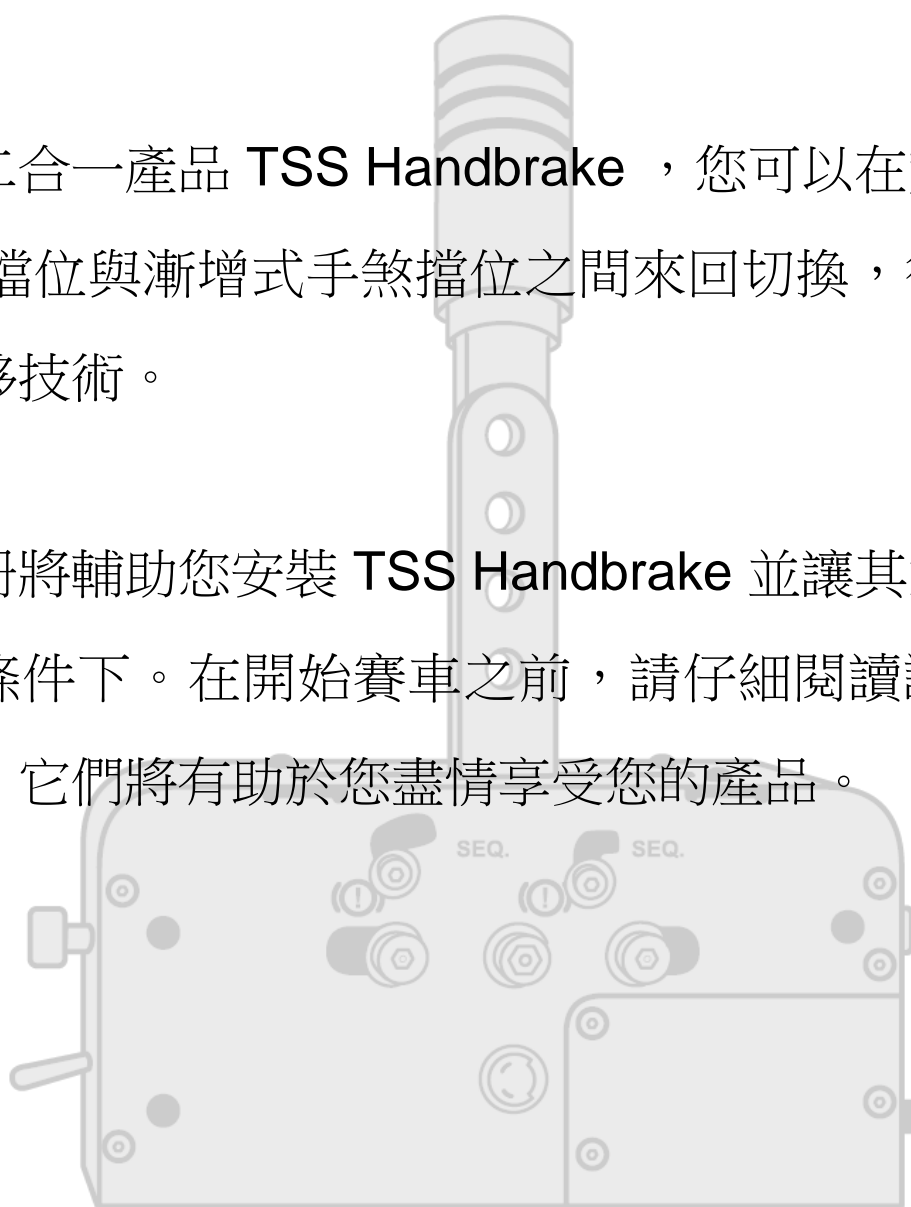 二合一產品 TSS Handbrake ，您可以在
擋位與漸增式手煞擋位之間來回切換，
移技術。
冊將輔助您安裝 TSS Handbrake 並讓其
條件下。在開始賽車之前，請仔細閱讀
它們將有助於您盡情享受您的產品。
SEQ. SEQ.